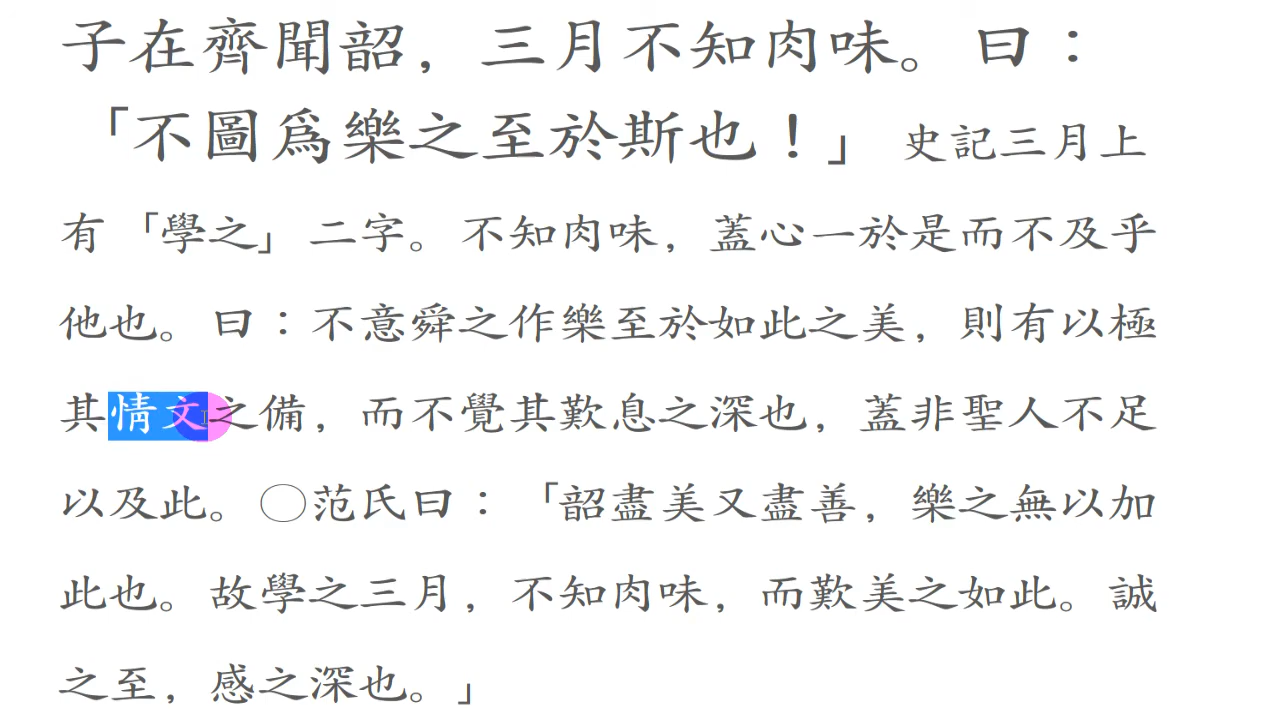 子在齊聞韶，三月不知肉味。曰：
「不圖爲樂之至於斯也！」 史記三月上
有「學之」二字。不知肉味，蓋心一於是而不及乎
他也。曰：不意舜之作樂至於如此之美，則有以極
其情文之備，而不覺其歎息之深也，蓋非聖人不足
以及此。◯范氏曰：「韶盡美又盡善，樂之無以加
此也。故學之三月，不知肉味，而歎美之如此。誠
之至，感之深也。」